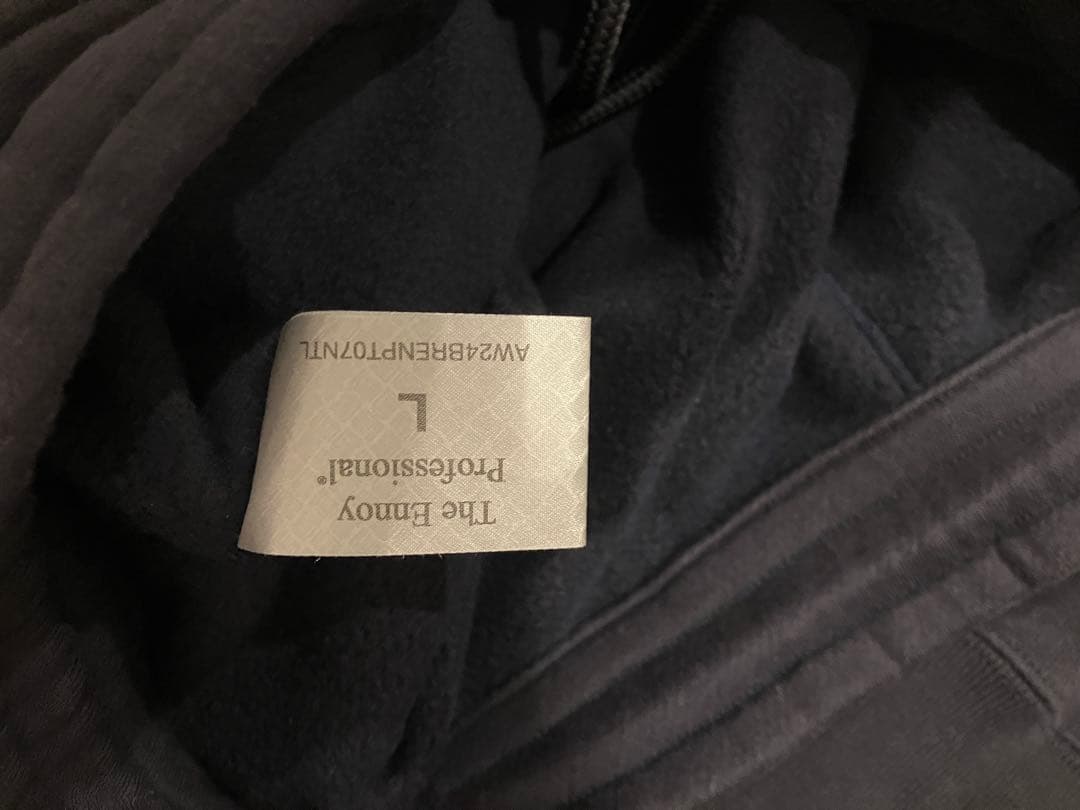 The Ennoy
Professional®
L
AW24BRENPT07NTL